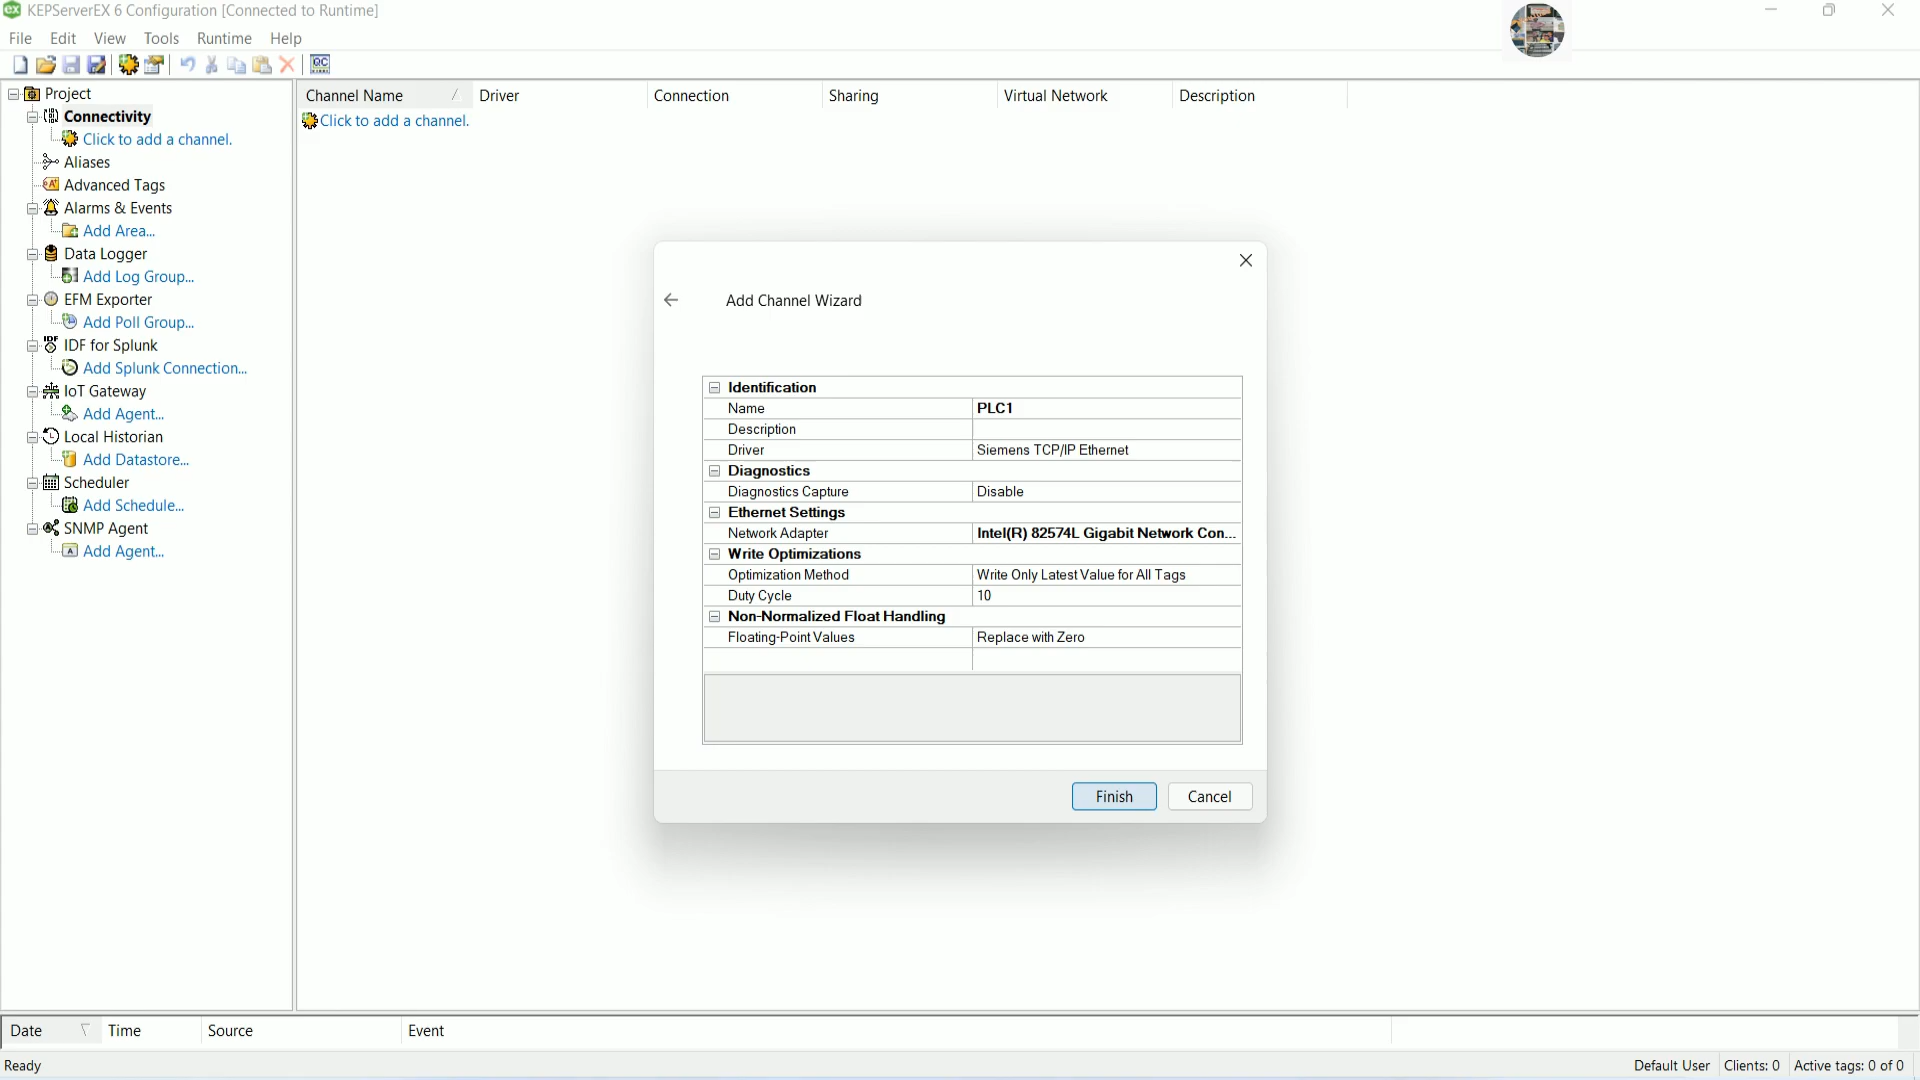 KEPServerEX 6 Configuration [Connected to Runtime]
File Edit View Tools Runtime Help
Project
Connectivity
Click to add a channel.
Aliases
Advanced Tags
Alarms & Events
Add Area...
Data Logger
Add Log Group...
EFM Exporter
Add Poll Group...
IDF for Splunk
Add Splunk Connection...
IoT Gateway
Add Agent...
Local Historian
Add Datastore...
Scheduler
Add Schedule...
SNMP Agent
Add Agent...
Channel Name Driver Connection Sharing Virtual Network Description
Click to add a channel.
Add Channel Wizard
Identification
Name PLC1
Description
Driver Siemens TCP/IP Ethernet
Diagnostics
Diagnostics Capture Disable
Ethernet Settings
Network Adapter Intel(R) 82574L Gigabit Network Con...
Write Optimizations
Optimization Method Write Only Latest Value for All Tags
Duty Cycle 10
Non-Normalized Float Handling
Floating-Point Values Replace with Zero
Finish Cancel
Date Time Source Event
Ready Default User Clients: 0 Active tags: 0 of 0